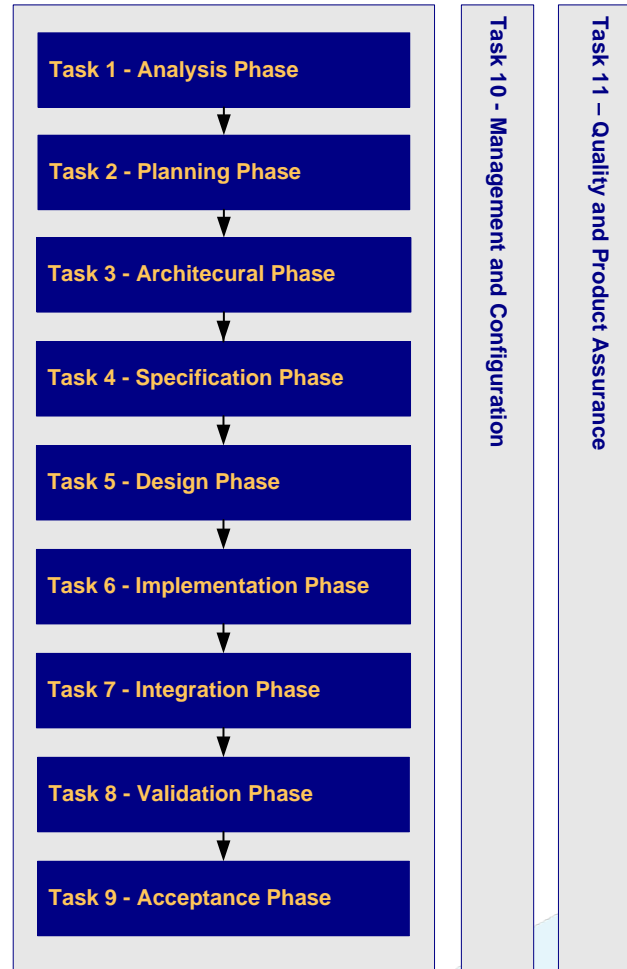 Task 1 - Analysis Phase
Task 2 - Planning Phase
Task 3 - Architecural Phase
Task 4 - Specification Phase
Task 5 - Design Phase
Task 6 - Implementation Phase
Task 7 - Integration Phase
Task 8 - Validation Phase
Task 9 - Acceptance Phase
Task 10 - Management and Configuration
Task 11 – Quality and Product Assurance